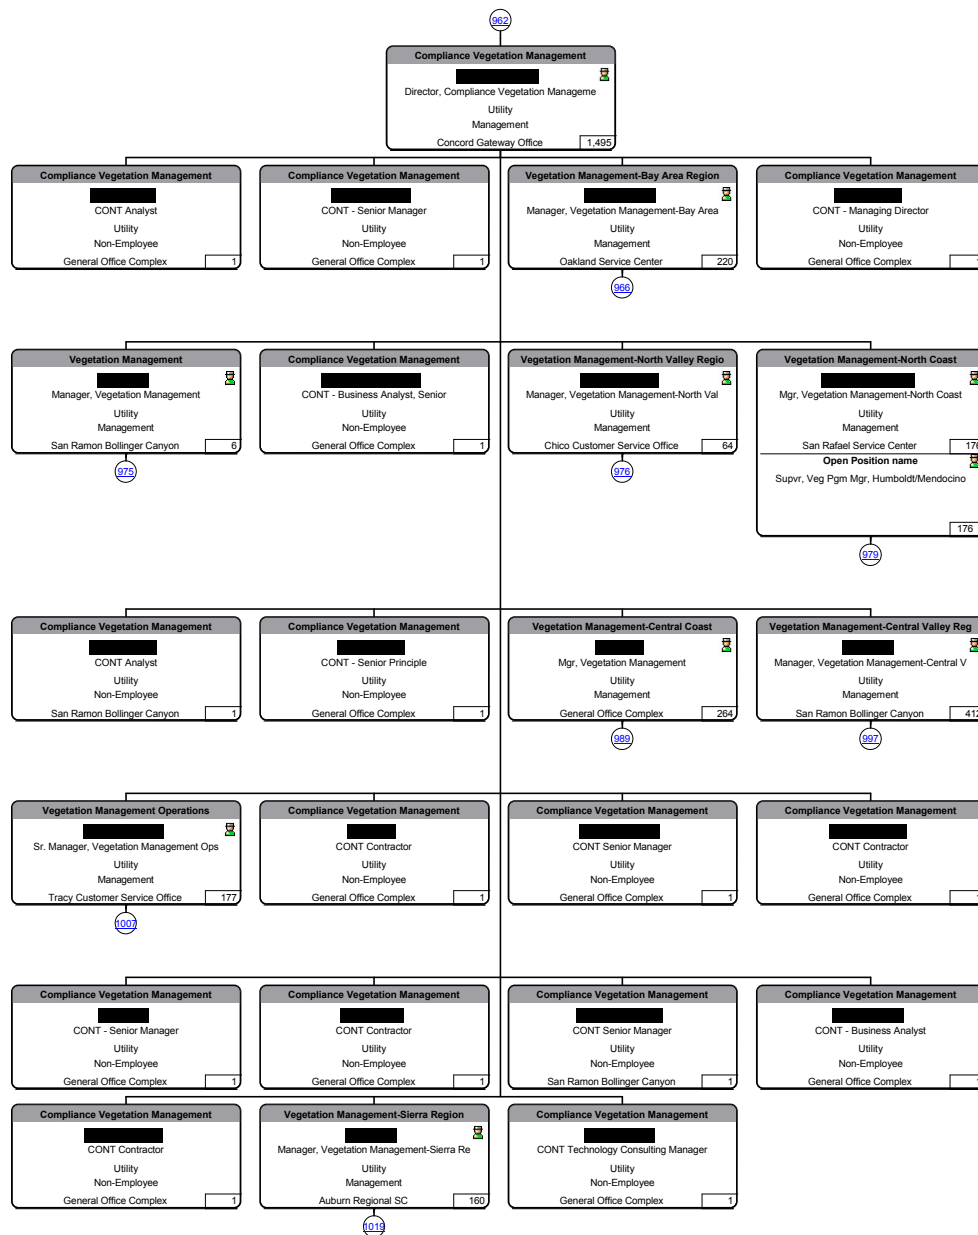 962
Compliance Vegetation Management
Director, Compliance Vegetation Manageme
Utility
Management
Concord Gateway Office 1,495
Compliance Vegetation Management
CONT Analyst
Utility
Non-Employee
General Office Complex 1
Compliance Vegetation Management
CONT - Senior Manager
Utility
Non-Employee
General Office Complex 1
Vegetation Management-Bay Area Region
Manager, Vegetation Management-Bay Area
Utility
Management
Oakland Service Center 220
966
Compliance Vegetation Management
CONT - Managing Director
Utility
Non-Employee
General Office Complex 1
Vegetation Management
Manager, Vegetation Management
Utility
Management
San Ramon Bollinger Canyon 6
975
Compliance Vegetation Management
CONT - Business Analyst, Senior
Utility
Non-Employee
General Office Complex 1
Vegetation Management-North Valley Regio
Manager, Vegetation Management-North Val
Utility
Management
Chico Customer Service Office 64
976
Vegetation Management-North Coast
Mgr, Vegetation Management-North Coast
Utility
Management
San Rafael Service Center 176
Open Position name
Supvr, Veg Pgm Mgr, Humboldt/Mendocino
176
979
Compliance Vegetation Management
CONT Analyst
Utility
Non-Employee
San Ramon Bollinger Canyon 1
Compliance Vegetation Management
CONT - Senior Principle
Utility
Non-Employee
General Office Complex 1
Vegetation Management-Central Coast
Mgr, Vegetation Management
Utility
Management
General Office Complex 264
989
Vegetation Management-Central Valley Reg
Manager, Vegetation Management-Central V
Utility
Management
San Ramon Bollinger Canyon 412
997
Vegetation Management Operations
Sr. Manager, Vegetation Management Ops
Utility
Management
Tracy Customer Service Office 177
1007
Compliance Vegetation Management
CONT Contractor
Utility
Non-Employee
General Office Complex 1
Compliance Vegetation Management
CONT Senior Manager
Utility
Non-Employee
General Office Complex 1
Compliance Vegetation Management
CONT Contractor
Utility
Non-Employee
General Office Complex 1
Compliance Vegetation Management
CONT - Senior Manager
Utility
Non-Employee
General Office Complex 1
Compliance Vegetation Management
CONT Contractor
Utility
Non-Employee
General Office Complex 1
Compliance Vegetation Management
CONT Senior Manager
Utility
Non-Employee
San Ramon Bollinger Canyon 1
Compliance Vegetation Management
CONT - Business Analyst
Utility
Non-Employee
General Office Complex 1
Compliance Vegetation Management
CONT Contractor
Utility
Non-Employee
General Office Complex 1
Vegetation Management-Sierra Region
Manager, Vegetation Management-Sierra Re
Utility
Management
Auburn Regional SC 160
1019
Compliance Vegetation Management
CONT Technology Consulting Manager
Utility
Non-Employee
General Office Complex 1